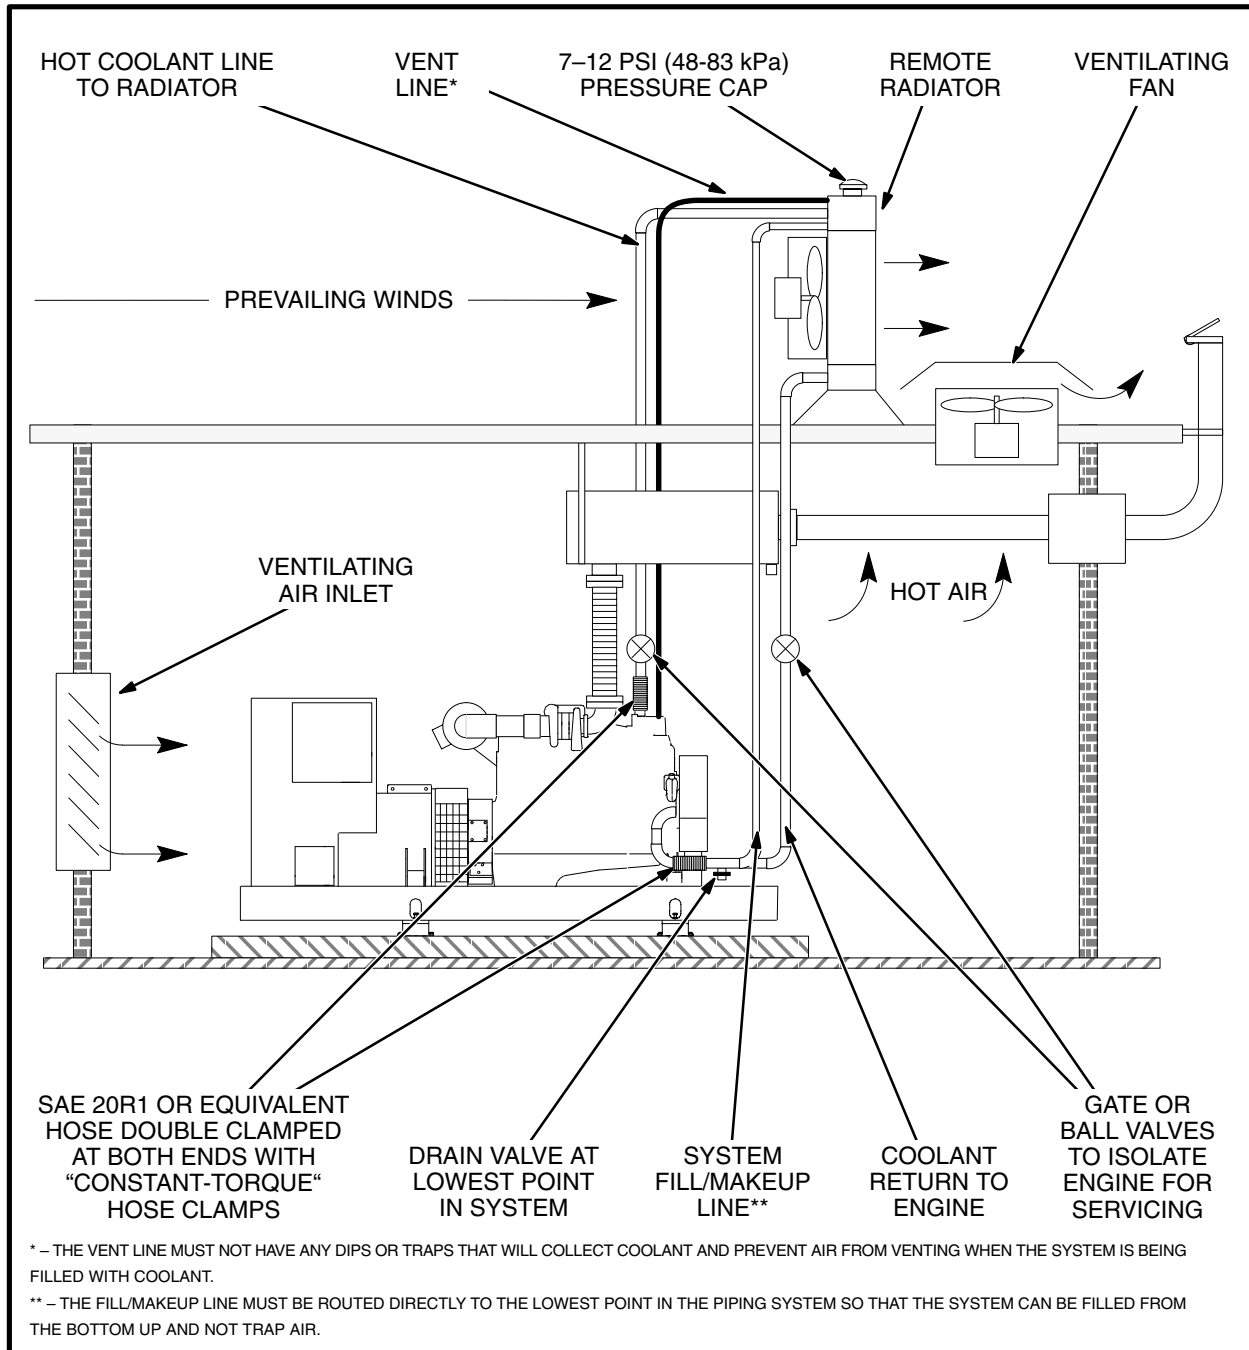 HOT COOLANT LINE
TO RADIATOR
VENT
LINE*
7–12 PSI (48-83 kPa)
PRESSURE CAP
REMOTE
RADIATOR
VENTILATING
FAN
PREVAILING WINDS
VENTILATING
AIR INLET
HOT AIR
SAE 20R1 OR EQUIVALENT
HOSE DOUBLE CLAMPED
AT BOTH ENDS WITH
“CONSTANT-TORQUE“
HOSE CLAMPS
DRAIN VALVE AT
LOWEST POINT
IN SYSTEM
SYSTEM
FILL/MAKEUP
LINE**
COOLANT
RETURN TO
ENGINE
GATE OR
BALL VALVES
TO ISOLATE
ENGINE FOR
SERVICING
* – THE VENT LINE MUST NOT HAVE ANY DIPS OR TRAPS THAT WILL COLLECT COOLANT AND PREVENT AIR FROM VENTING WHEN THE SYSTEM IS BEING
FILLED WITH COOLANT.
** – THE FILL/MAKEUP LINE MUST BE ROUTED DIRECTLY TO THE LOWEST POINT IN THE PIPING SYSTEM SO THAT THE SYSTEM CAN BE FILLED FROM
THE BOTTOM UP AND NOT TRAP AIR.